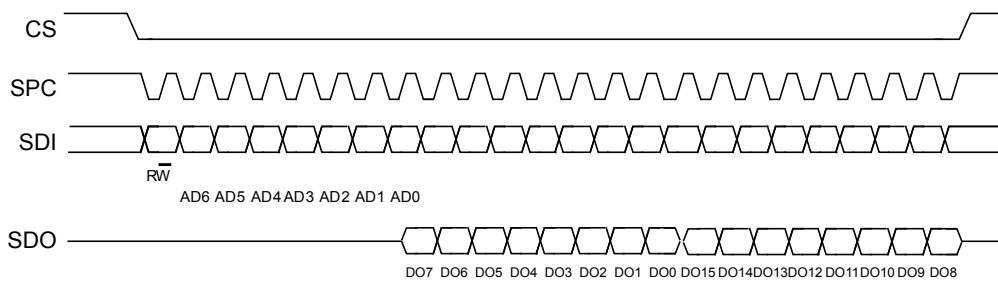 CS
SPC
SDI
RW̅
AD6 AD5 AD4 AD3 AD2 AD1 AD0
SDO
DO7 DO6 DO5 DO4 DO3 DO2 DO1 DO0 DO15 DO14 DO13 DO12 DO11 DO10 DO9 DO8